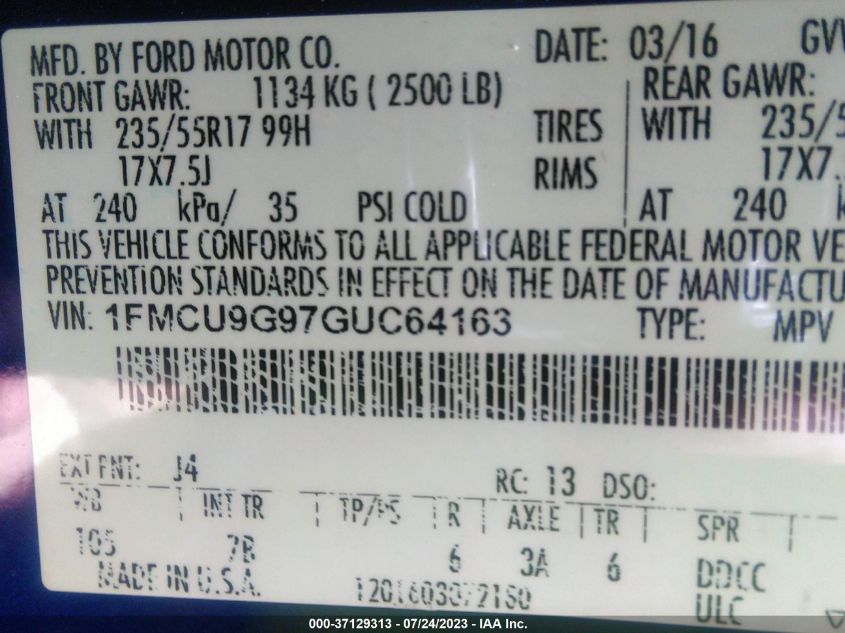 MFD. BY FORD MOTOR CO. DATE: 03/16 GV
FRONT GAWR: 1134 KG ( 2500 LB) REAR GAWR:
WITH 235/55R17 99H TIRES WITH 235/5
17X7.5J RIMS 17X7.
AT 240 kPa/ 35 PSI COLD AT 240 k
THIS VEHICLE CONFORMS TO ALL APPLICABLE FEDERAL MOTOR VE
PREVENTION STANDARDS IN EFFECT ON THE DATE OF MANUFACTU
VIN: 1FMCU9G97GUC64163 TYPE: MPV
EXT PNT: J4 RC: 13 DSO:
WB | INT TR | TP/PS | R | AXLE | TR | SPR |
105 7B 6 3A 6 DDCC
MADE IN U.S.A. ULC
000-37129313 - 07/24/2023 - IAA Inc.